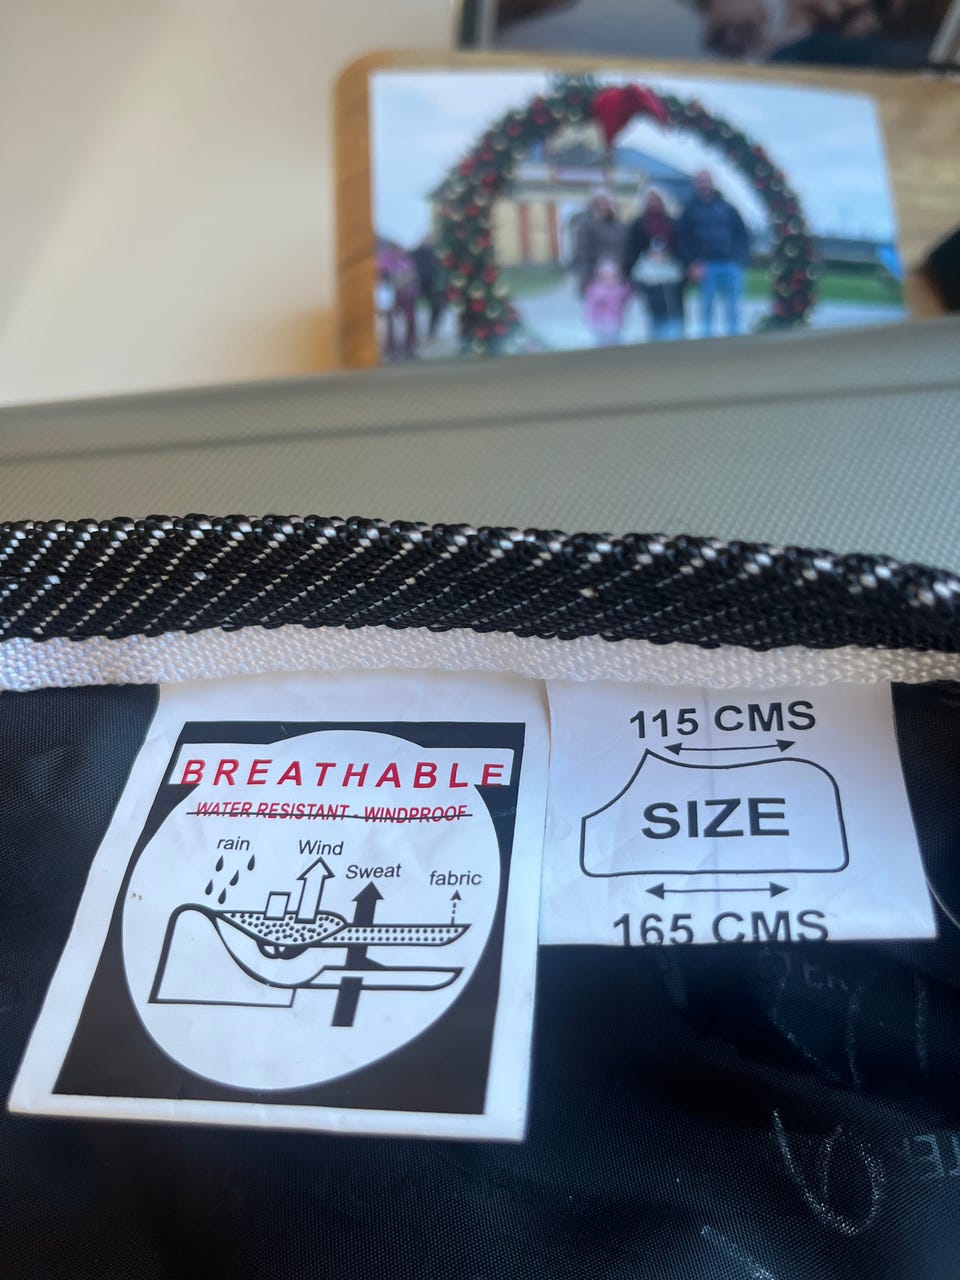 BREATHABLE
WATER RESISTANT - WINDPROOF
rain
Wind
Sweat
fabric
115 CMS
SIZE
165 CMS